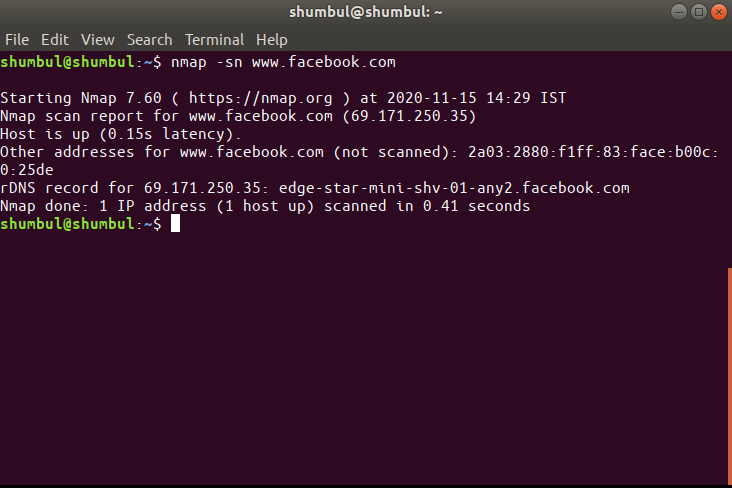 shumbul@shumbul: ~
File Edit View Search Terminal Help
shumbul@shumbul:~$ nmap -sn www.facebook.com
Starting Nmap 7.60 ( https://nmap.org ) at 2020-11-15 14:29 IST
Nmap scan report for www.facebook.com (69.171.250.35)
Host is up (0.15s latency).
Other addresses for www.facebook.com (not scanned): 2a03:2880:f1ff:83:face:b00c:
0:25de
rDNS record for 69.171.250.35: edge-star-mini-shv-01-any2.facebook.com
Nmap done: 1 IP address (1 host up) scanned in 0.41 seconds
shumbul@shumbul:~$